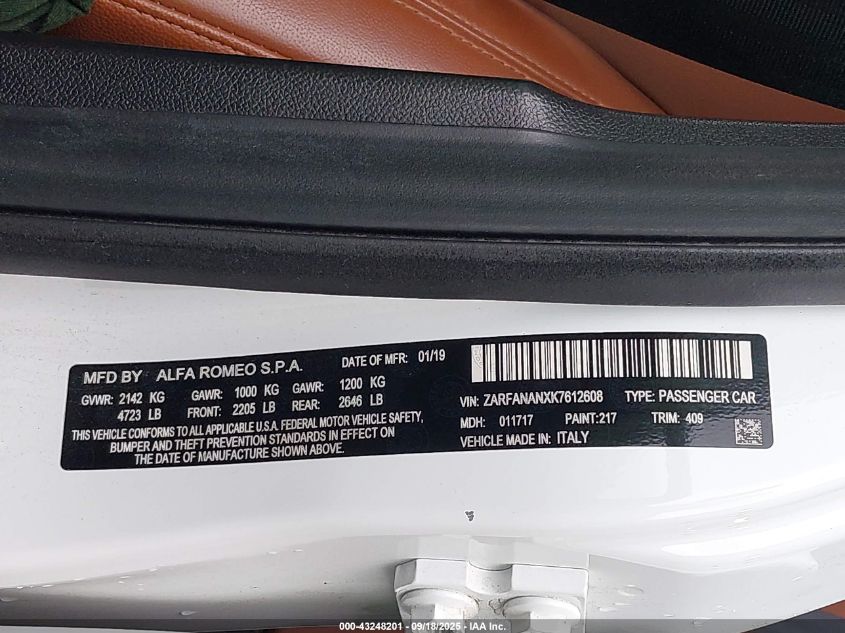 MFD BY ALFA ROMEO S.P.A. DATE OF MFR: 01/19
GVWR: 2142 KG GAWR: 1000 KG GAWR: 1200 KG
4723 LB FRONT: 2205 LB REAR: 2646 LB
THIS VEHICLE CONFORMS TO ALL APPLICABLE U.S.A. FEDERAL MOTOR VEHICLE SAFETY,
BUMPER AND THEFT PREVENTION STANDARDS IN EFFECT ON
THE DATE OF MANUFACTURE SHOWN ABOVE.
VIN: ZARFANANXK7612608 TYPE: PASSENGER CAR
MDH: 011717 PAINT:217 TRIM: 409
VEHICLE MADE IN: ITALY
000-43248201 - 09/18/2025 - IAA Inc.